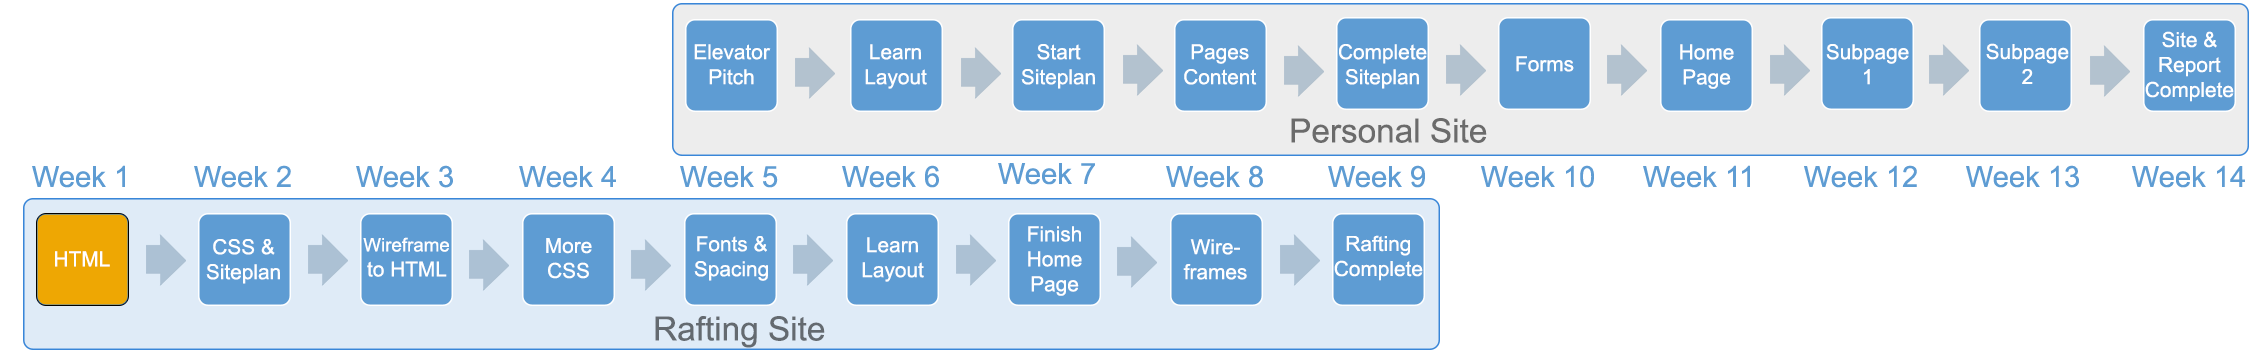 Elevator
Pitch
Learn
Layout
Start
Siteplan
Pages
Content
Complete
Siteplan
Forms
Home
Page
Subpage
1
Subpage
2
Site &
Report
Complete
Personal Site
Week 1
Week 2
Week 3
Week 4
Week 5
Week 6
Week 7
Week 8
Week 9
Week 10
Week 11
Week 12
Week 13
Week 14
HTML
CSS &
Siteplan
Wireframe
to HTML
More
CSS
Fonts &
Spacing
Learn
Layout
Finish
Home
Page
Wire-
frames
Rafting
Complete
Rafting Site